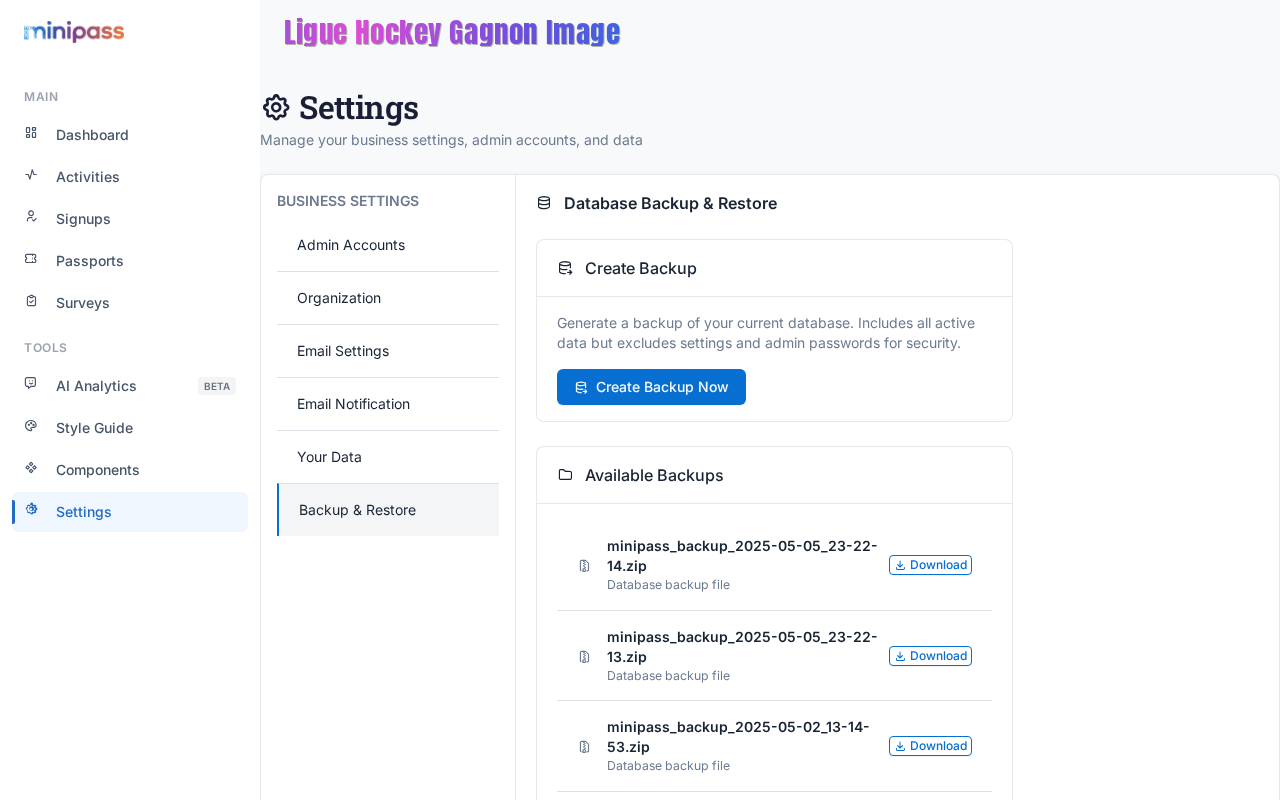 minipass
MAIN
Dashboard
Activities
Signups
Passports
Surveys
TOOLS
AI Analytics BETA
Style Guide
Components
Settings
Ligue Hockey Gagnon Image
Settings
Manage your business settings, admin accounts, and data
BUSINESS SETTINGS
Admin Accounts
Organization
Email Settings
Email Notification
Your Data
Backup & Restore
Database Backup & Restore
Create Backup
Generate a backup of your current database. Includes all active
data but excludes settings and admin passwords for security.
Create Backup Now
Available Backups
minipass_backup_2025-05-05_23-22-
14.zip
Database backup file
Download
minipass_backup_2025-05-05_23-22-
13.zip
Database backup file
Download
minipass_backup_2025-05-02_13-14-
53.zip
Database backup file
Download